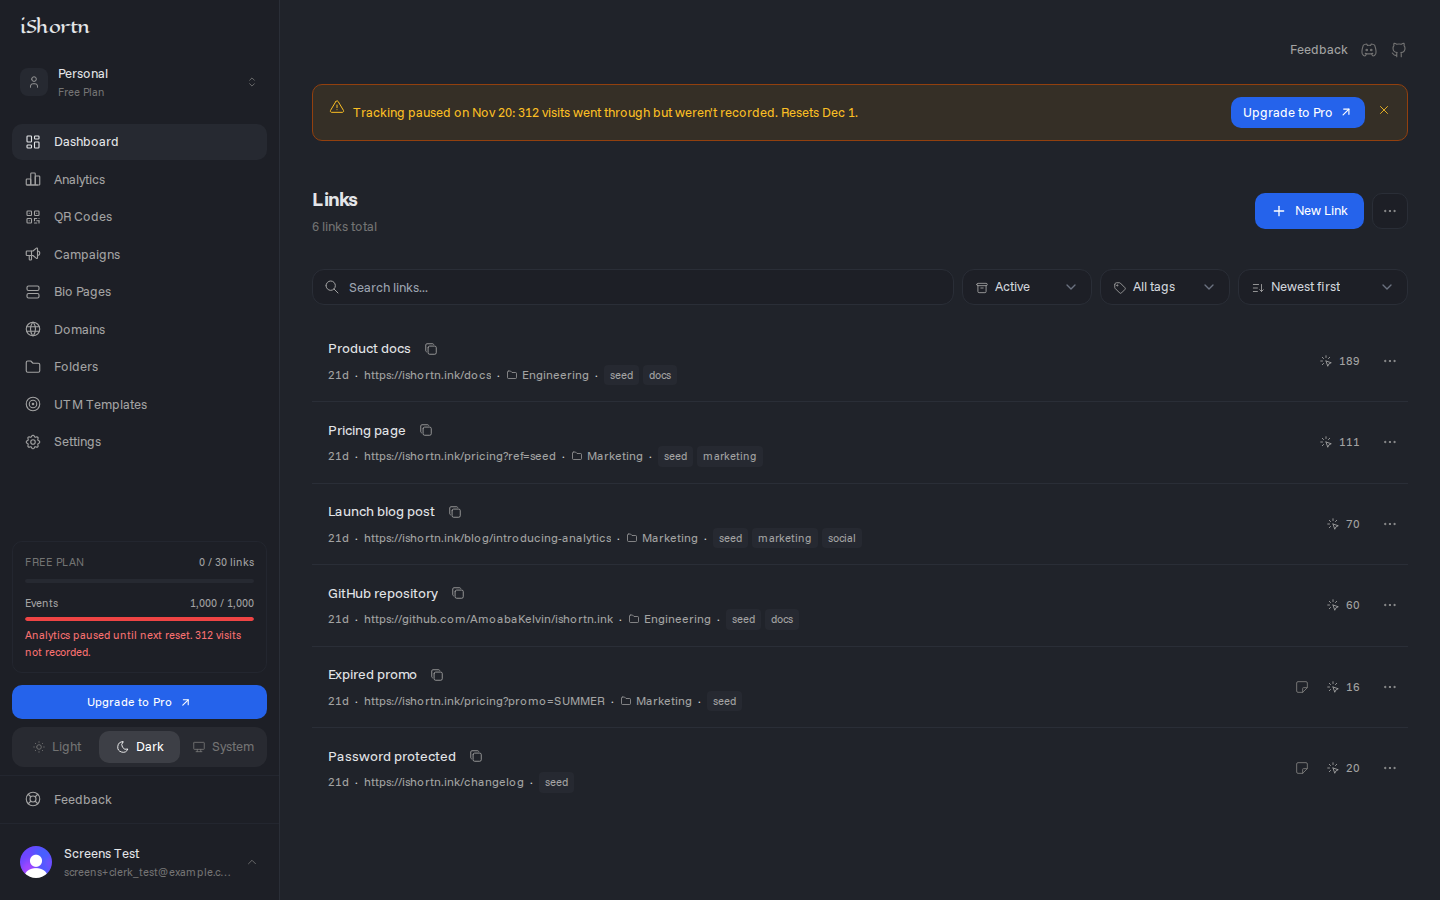 iShortn
Personal
Free Plan
Dashboard
Analytics
QR Codes
Campaigns
Bio Pages
Domains
Folders
UTM Templates
Settings
FREE PLAN 0 / 30 links
Events 1,000 / 1,000
Analytics paused until next reset. 312 visits
not recorded.
Upgrade to Pro
Light Dark System
Feedback
Screens Test
screens+clerk_test@example.c...
Feedback
Tracking paused on Nov 20: 312 visits went through but weren't recorded. Resets Dec 1.
Upgrade to Pro
Links
6 links total
New Link
Search links...
Active
All tags
Newest first
Product docs
21d · https://ishortn.ink/docs · Engineering · seed docs
189
Pricing page
21d · https://ishortn.ink/pricing?ref=seed · Marketing · seed marketing
111
Launch blog post
21d · https://ishortn.ink/blog/introducing-analytics · Marketing · seed marketing social
70
GitHub repository
21d · https://github.com/AmoabaKelvin/ishortn.ink · Engineering · seed docs
60
Expired promo
21d · https://ishortn.ink/pricing?promo=SUMMER · Marketing · seed
16
Password protected
21d · https://ishortn.ink/changelog · seed
20